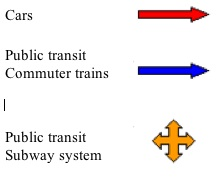 Cars
Public transit
Commuter trains
Public transit
Subway system